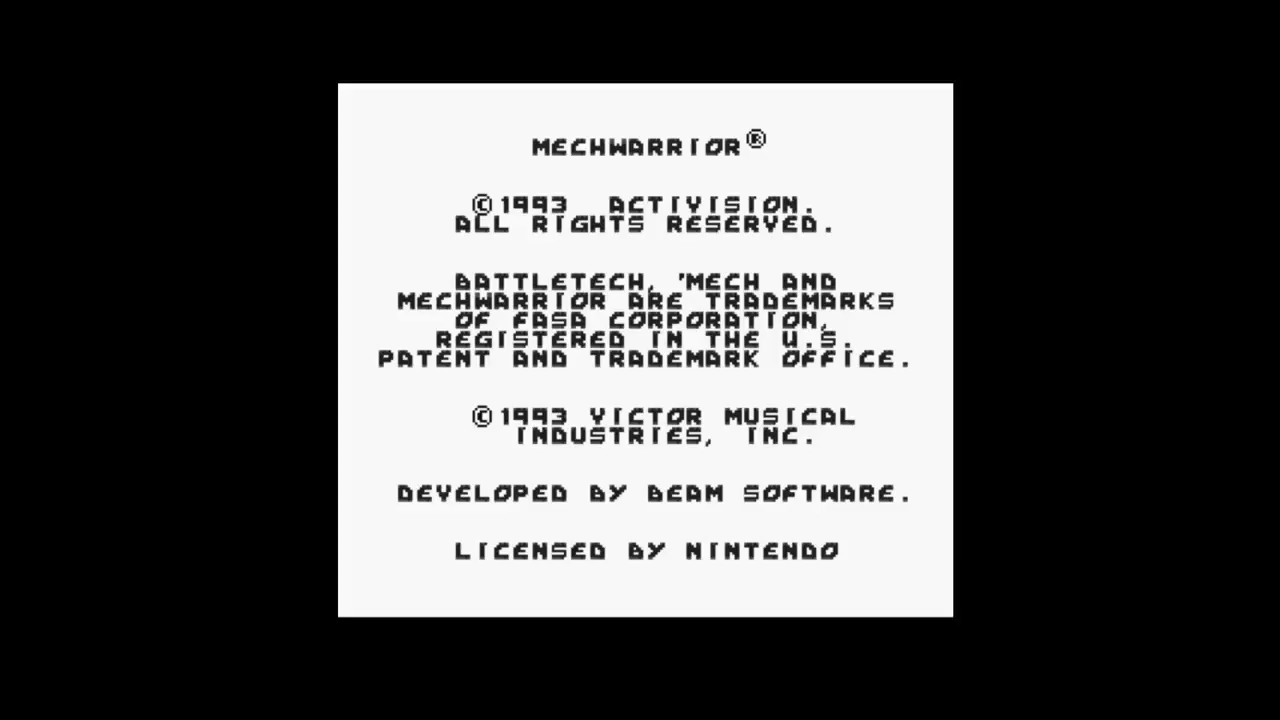 MECHWARRIOR®
©1993 ACTIVISION.
ALL RIGHTS RESERVED.
BATTLETECH, 'MECH AND
MECHWARRIOR ARE TRADEMARKS
OF FASA CORPORATION,
REGISTERED IN THE U.S.
PATENT AND TRADEMARK OFFICE.
©1993 VICTOR MUSICAL
INDUSTRIES, INC.
DEVELOPED BY BEAM SOFTWARE.
LICENSED BY NINTENDO